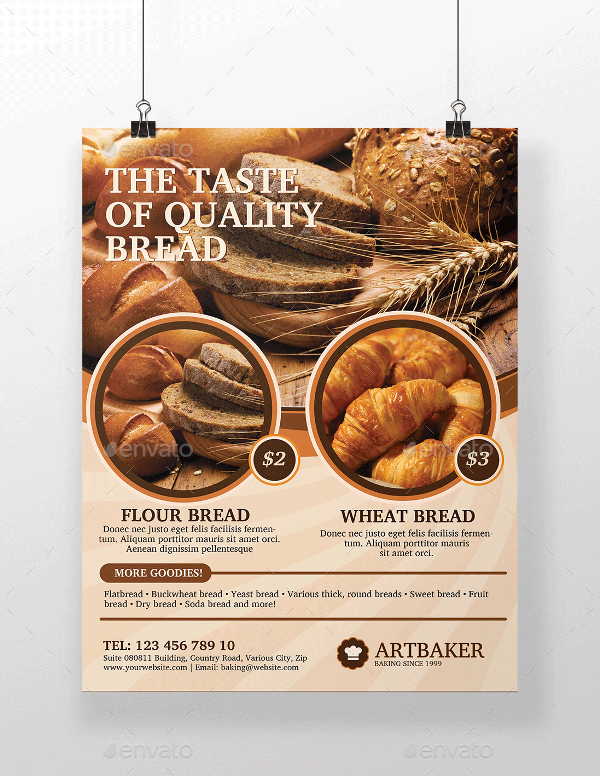 THE TASTE
OF QUALITY
BREAD
$2
$3
FLOUR BREAD
Donec nec justo eget felis facilisis fermen-
tum. Aliquam porttitor mauris sit amet orci.
Aenean dignissim pellentesque
WHEAT BREAD
Donec nec justo eget felis facilisis fermen-
tum. Aliquam porttitor mauris
sit amet orci.
MORE GOODIES!
Flatbread • Buckwheat bread • Yeast bread • Various thick, round breads • Sweet bread • Fruit
bread • Dry bread • Soda bread and more!
TEL: 123 456 789 10
Suite 080811 Building, Country Road, Various City, Zip
www.yourwebsite.com | Email: baking@website.com
ARTBAKER
BAKING SINCE 1999
envato
envato
envato
envato
envato
envato